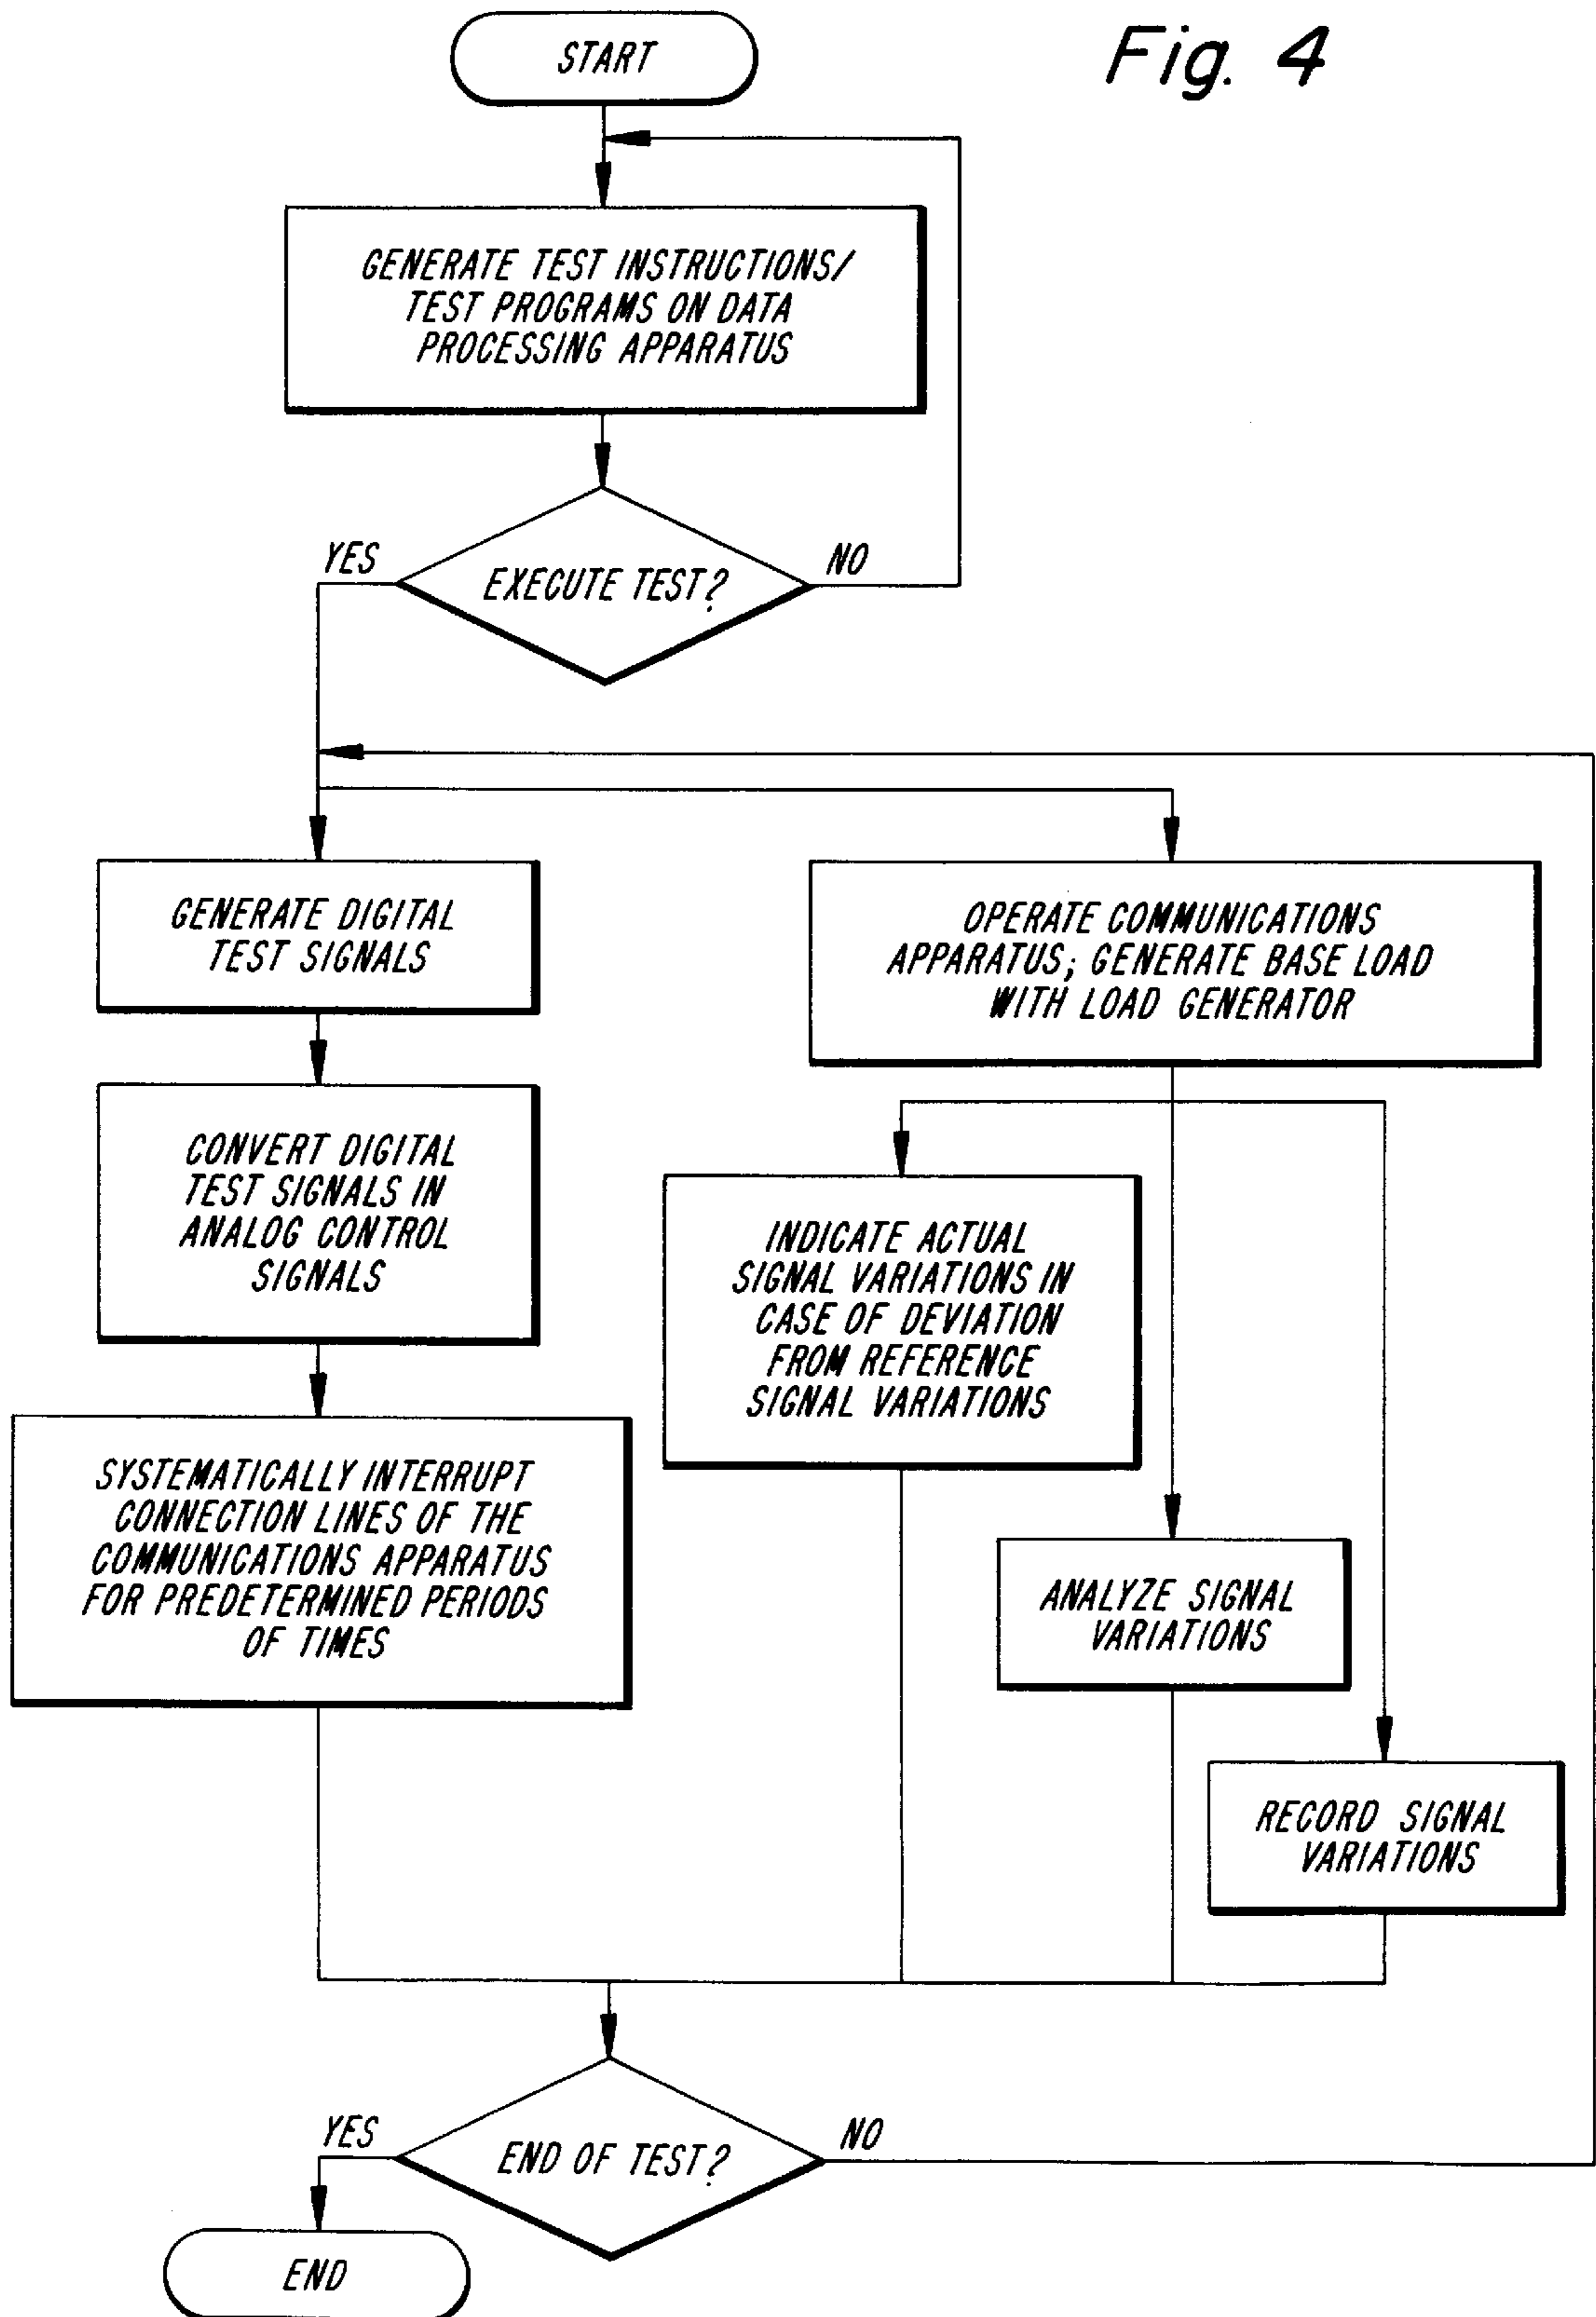 Fig. 4
START
GENERATE TEST INSTRUCTIONS/
TEST PROGRAMS ON DATA
PROCESSING APPARATUS
YES
NO
EXECUTE TEST?
GENERATE DIGITAL
TEST SIGNALS
OPERATE COMMUNICATIONS
APPARATUS; GENERATE BASE LOAD
WITH LOAD GENERATOR
CONVERT DIGITAL
TEST SIGNALS IN
ANALOG CONTROL
SIGNALS
INDICATE ACTUAL
SIGNAL VARIATIONS IN
CASE OF DEVIATION
FROM REFERENCE
SIGNAL VARIATIONS
SYSTEMATICALLY INTERRUPT
CONNECTION LINES OF THE
COMMUNICATIONS APPARATUS
FOR PREDETERMINED PERIODS
OF TIMES
ANALYZE SIGNAL
VARIATIONS
RECORD SIGNAL
VARIATIONS
YES
NO
END OF TEST?
END